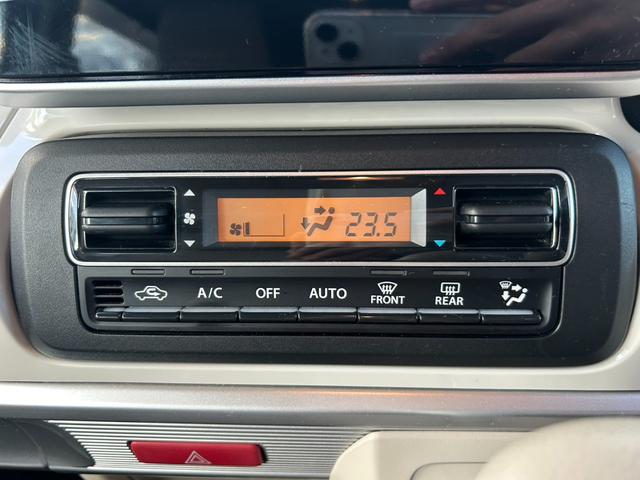 23.5
A/C OFF AUTO FRONT REAR